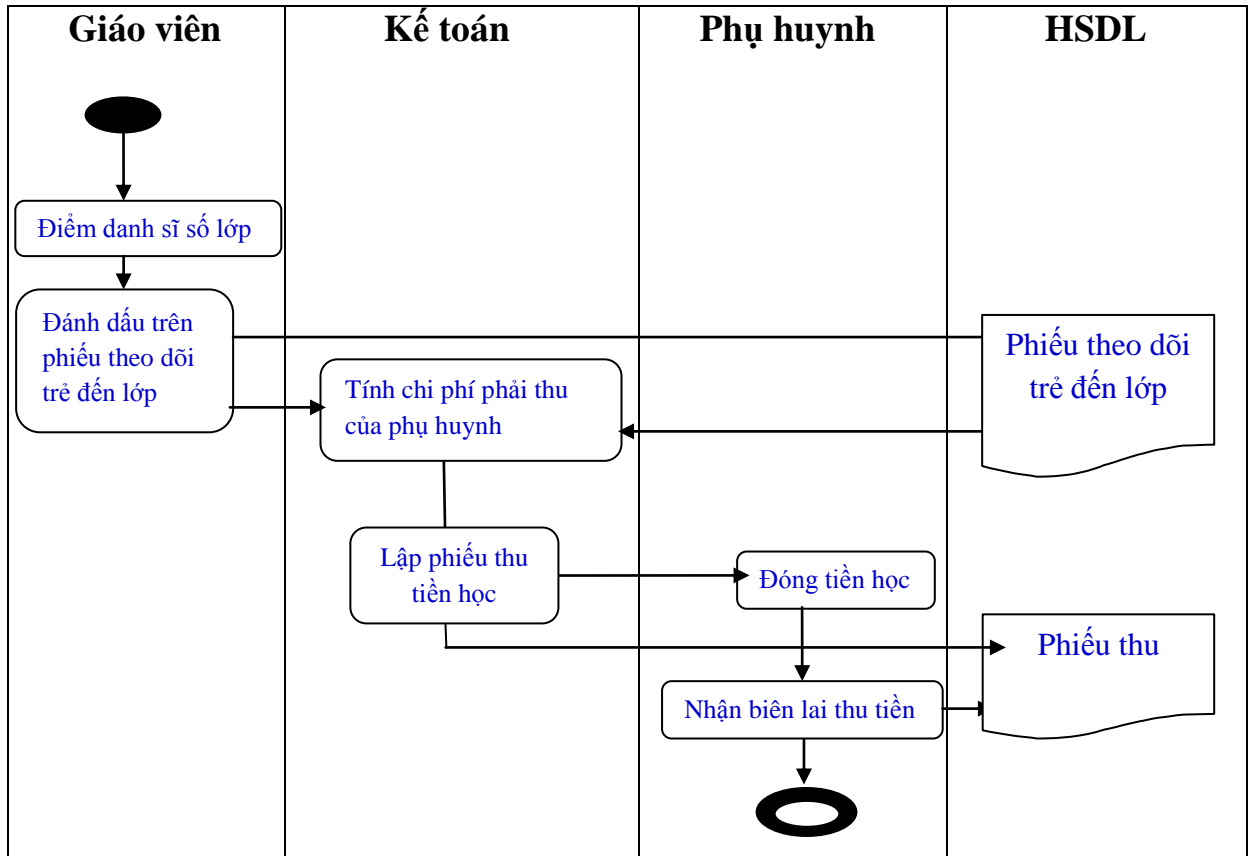 Giáo viên
Kế toán
Phụ huynh
HSDL
Điểm danh sĩ số lớp
Đánh dấu trên
phiếu theo dõi
trẻ đến lớp
Tính chi phí phải thu
của phụ huynh
Phiếu theo dõi
trẻ đến lớp
Lập phiếu thu
tiền học
Đóng tiền học
Phiếu thu
Nhận biên lai thu tiền